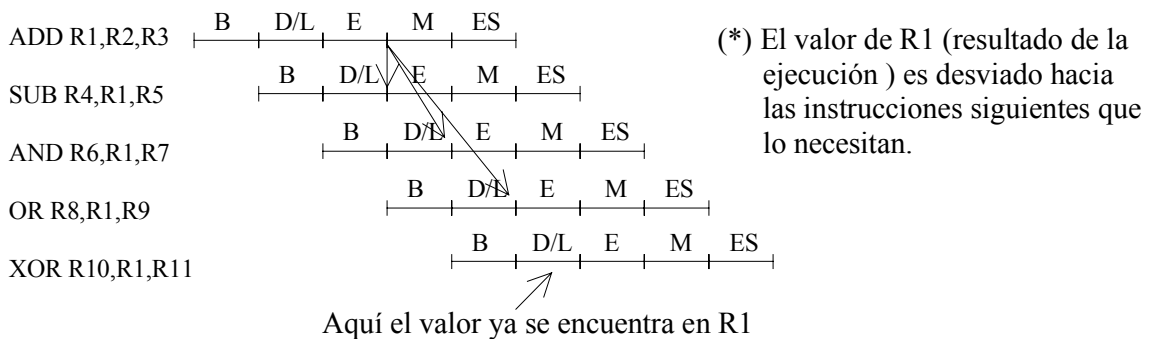 B D/L E M ES
ADD R1,R2,R3
(*) El valor de R1 (resultado de la
ejecución ) es desviado hacia
las instrucciones siguientes que
lo necesitan.
B D/L E M ES
SUB R4,R1,R5
B D/L E M ES
AND R6,R1,R7
B D/L E M ES
OR R8,R1,R9
B D/L E M ES
XOR R10,R1,R11
Aquí el valor ya se encuentra en R1